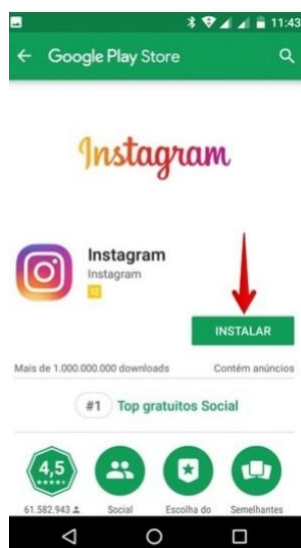 11:43
Google Play Store
Instagram
Instagram
Instagram
12
INSTALAR
Mais de 1.000.000.000 downloads
Contém anúncios
#1 Top gratuitos Social
4,5
61.582.943
Social
Escolha do
Semelhantes